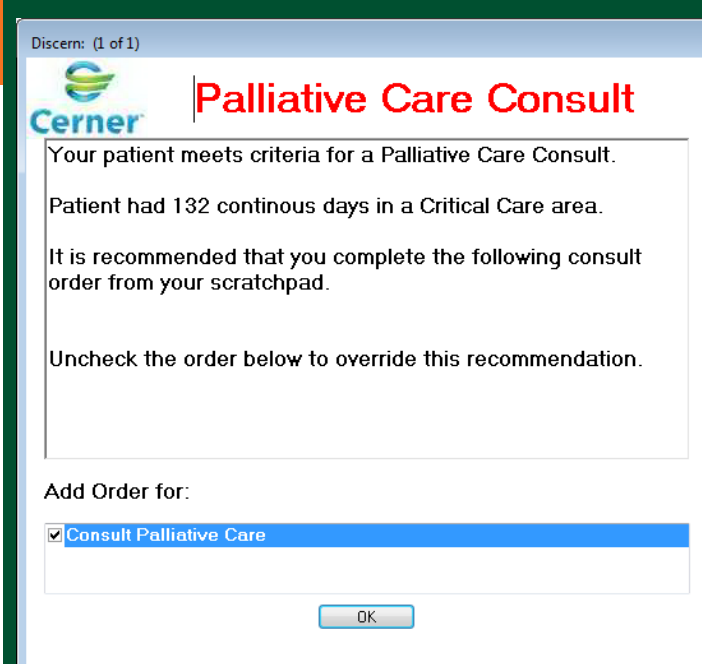 Discern: (1 of 1)
Cerner
Palliative Care Consult
Your patient meets criteria for a Palliative Care Consult.
Patient had 132 continous days in a Critical Care area.
It is recommended that you complete the following consult
order from your scratchpad.
Uncheck the order below to override this recommendation.
Add Order for:
Consult Palliative Care
OK